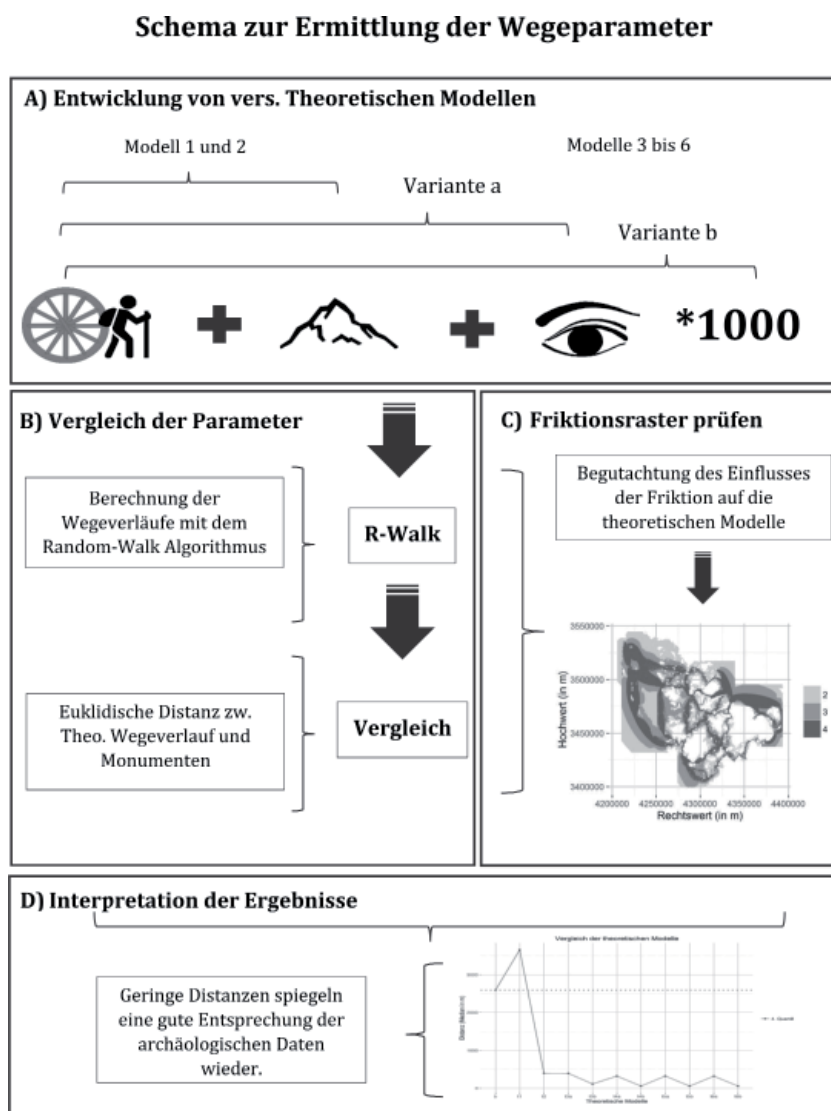 Schema zur Ermittlung der Wegeparameter
A) Entwicklung von vers. Theoretischen Modellen
Modell 1 und 2
Modelle 3 bis 6
Variante a
Variante b
*1000
B) Vergleich der Parameter
Berechnung der
Wegeverläufe mit dem
Random-Walk Algorithmus
R-Walk
Euklidische Distanz zw.
Theo. Wegeverlauf und
Monumenten
Vergleich
C) Friktionsraster prüfen
Begutachtung des Einflusses
der Friktion auf die
theoretischen Modelle
3550000
3500000
3450000
3400000
Hochwert (in m)
4200000 4250000 4300000 4350000 4400000
Rechtswert (in m)
2
3
4
D) Interpretation der Ergebnisse
Geringe Distanzen spiegeln
eine gute Entsprechung der
archäologischen Daten
wieder.
Vergleich der theoretischen Modelle
Theoretische Modelle